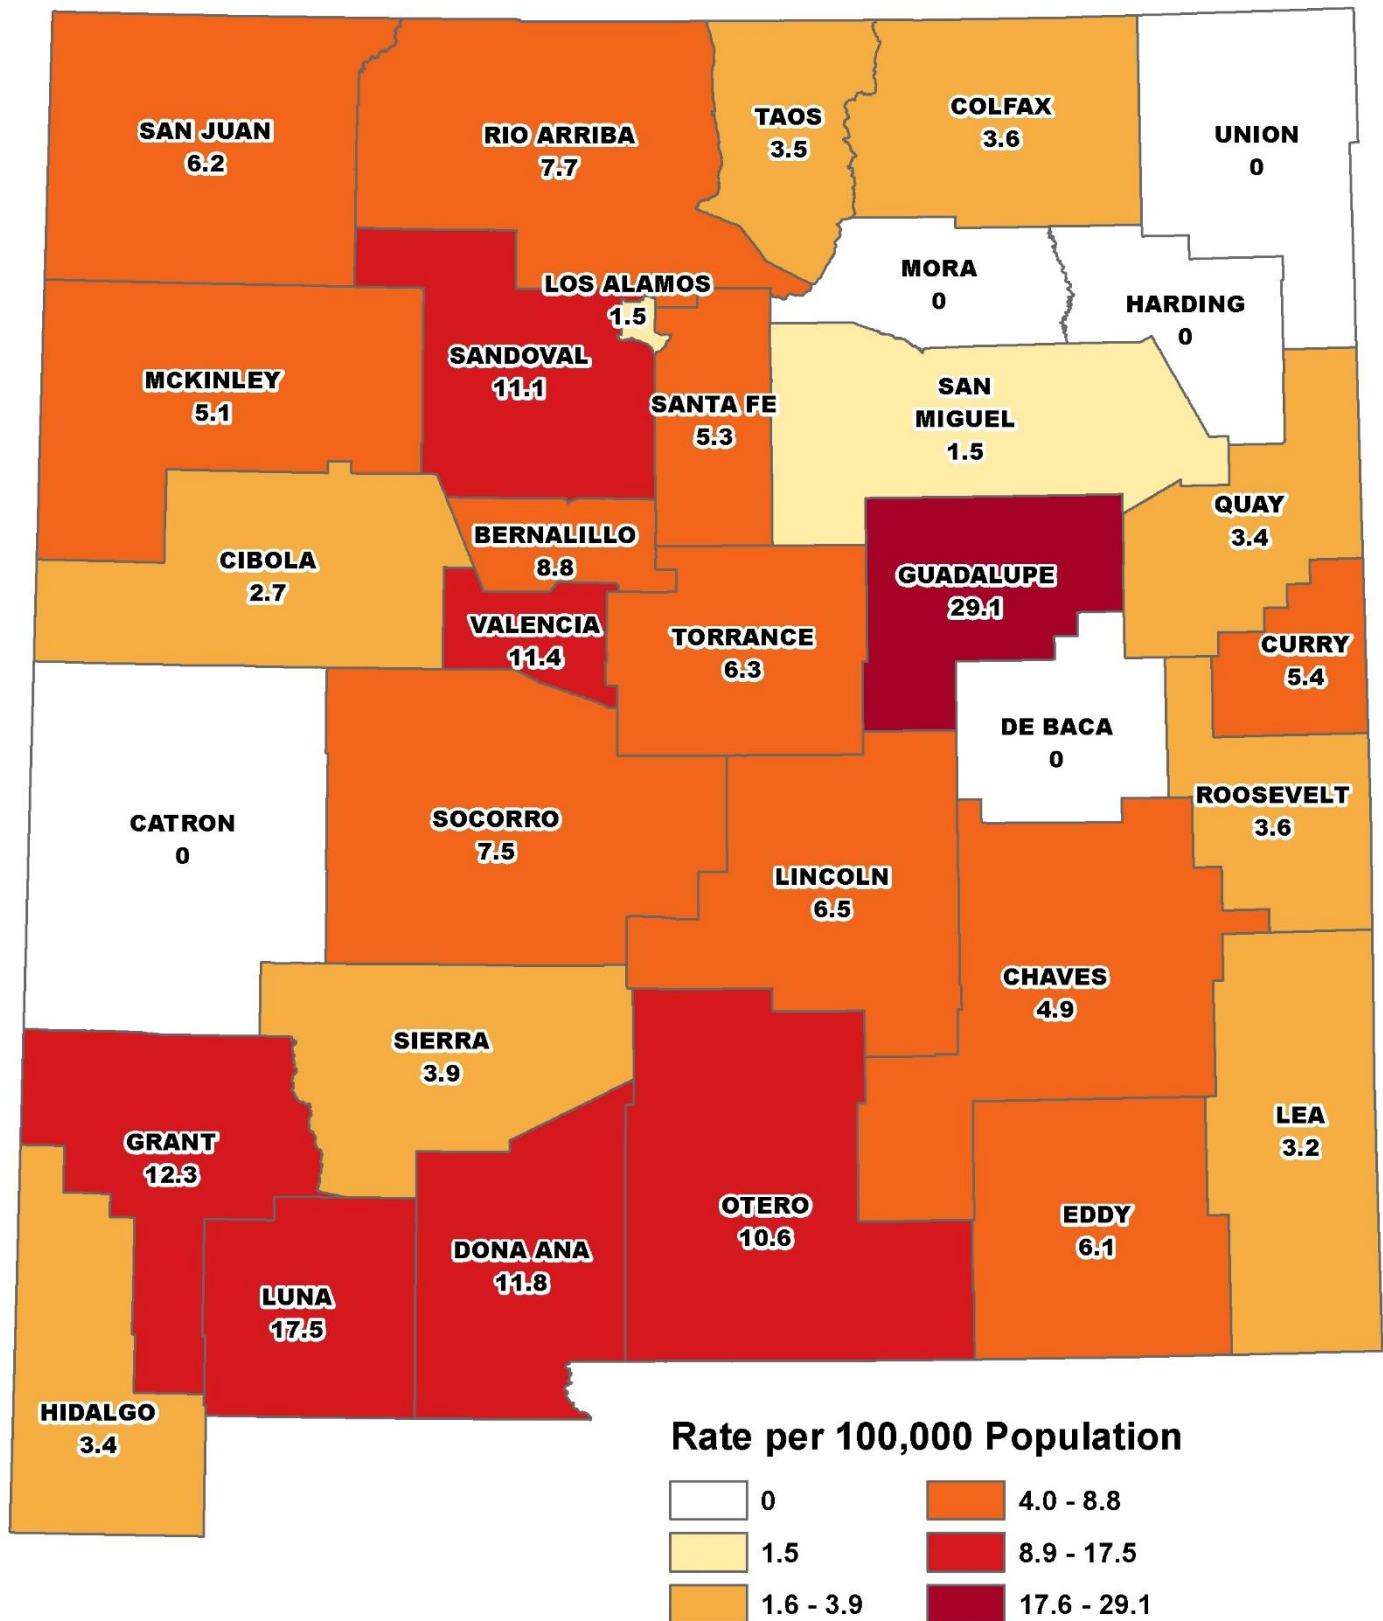 SAN JUAN
6.2
RIO ARRIBA
7.7
TAOS
3.5
COLFAX
3.6
UNION
0
MORA
0
HARDING
0
LOS ALAMOS
1.5
SANDOVAL
11.1
MCKINLEY
5.1
SANTA FE
5.3
SAN
MIGUEL
1.5
QUAY
3.4
CIBOLA
2.7
BERNALILLO
8.8
GUADALUPE
29.1
VALENCIA
11.4
TORRANCE
6.3
CURRY
5.4
DE BACA
0
CATRON
0
SOCORRO
7.5
ROOSEVELT
3.6
LINCOLN
6.5
CHAVES
4.9
SIERRA
3.9
GRANT
12.3
LEA
3.2
OTERO
10.6
EDDY
6.1
DONA ANA
11.8
LUNA
17.5
HIDALGO
3.4
Rate per 100,000 Population
0
1.5
1.6 - 3.9
4.0 - 8.8
8.9 - 17.5
17.6 - 29.1